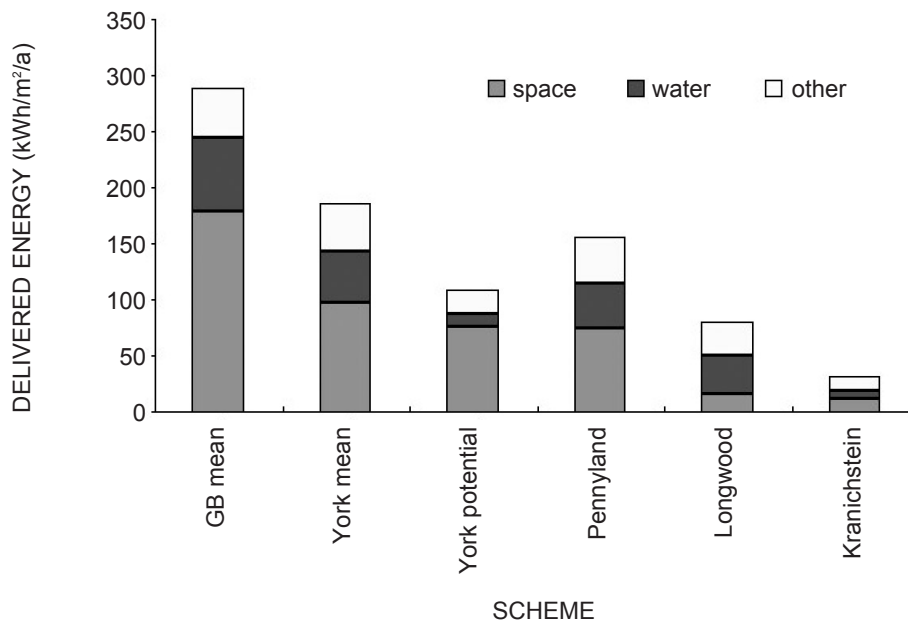 DELIVERED ENERGY (kWh/m²/a)
350
300
250
200
150
100
50
0
space
water
other
GB mean
York mean
York potential
Pennyland
Longwood
Kranichstein
SCHEME